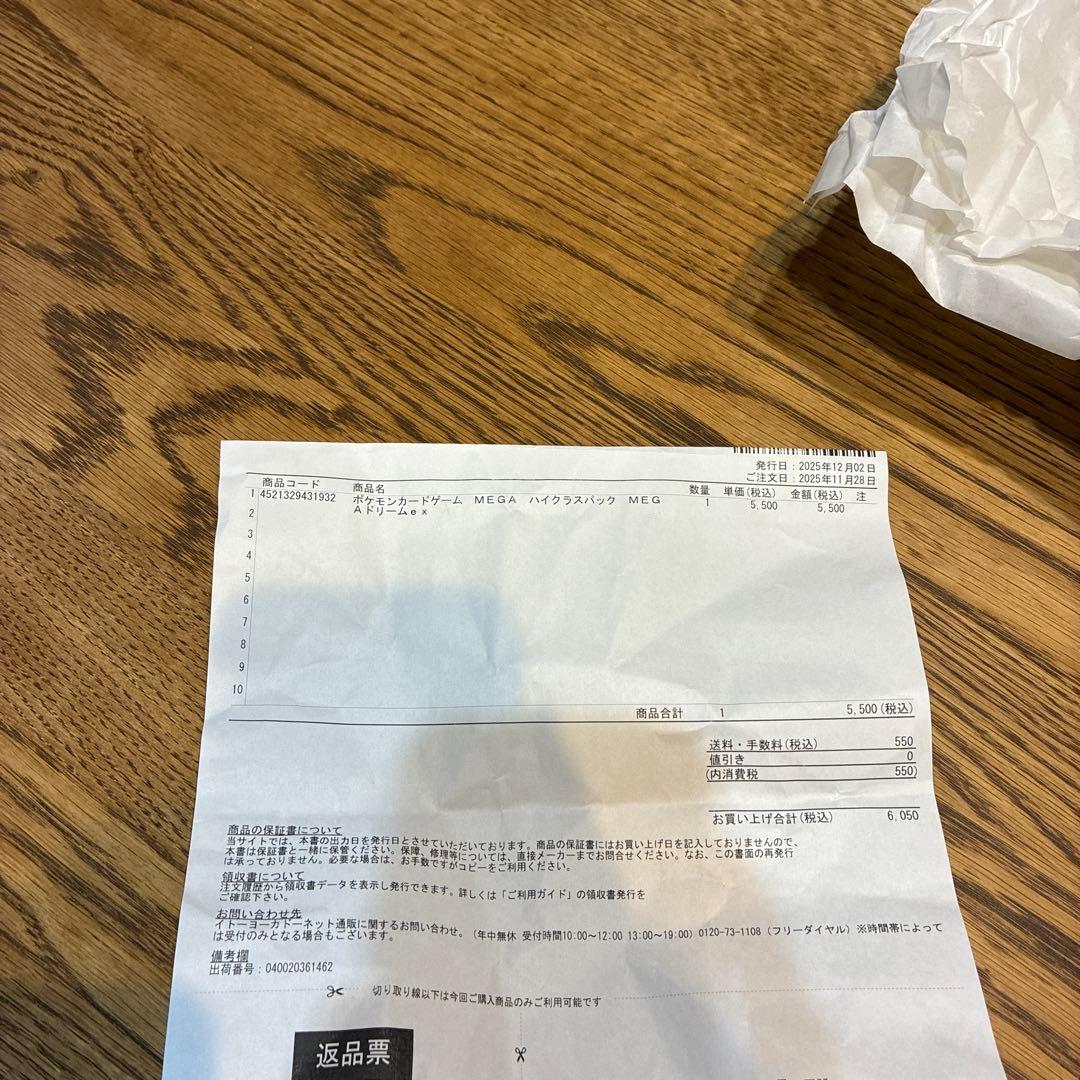 発行日：2025年12月02日
ご注文日：2025年11月28日
商品コード 商品名 数量 単価(税込) 金額(税込) 注
1 4521329431932 ポケモンカードゲーム　ＭＥＧＡ　ハイクラスパック　ＭＥＧ 1 5,500 5,500
2 Ａドリームｅｘ
3
4
5
6
7
8
9
10
商品合計 1 5,500(税込)
送料・手数料(税込) 550
値引き 0
(内消費税 550)
お買い上げ合計(税込) 6,050
商品の保証書について
当サイトでは、本書の出力日を発行日とさせていただいております。商品の保証書にはお買い上げ日を記入しておりませんので、
本書は保証書と一緒に保管ください。保障、修理等については、直接メーカーまでお問合せください。なお、この書面の再発行
は承っておりません。必要な場合は、お手数ですがコピーをご利用ください。
領収書について
注文履歴から領収書データを表示し発行できます。詳しくは「ご利用ガイド」の領収書発行を
ご確認下さい。
お問い合わせ先
イトーヨーカドーネット通販に関するお問い合わせ。（年中無休 受付時間10:00～12:00 13:00～19:00）0120-73-1108（フリーダイヤル）※時間帯によって
は受付のみとなる場合もございます。
備考欄
出荷番号：040020361462
切り取り線以下は今回ご購入商品のみご利用可能です
返品票